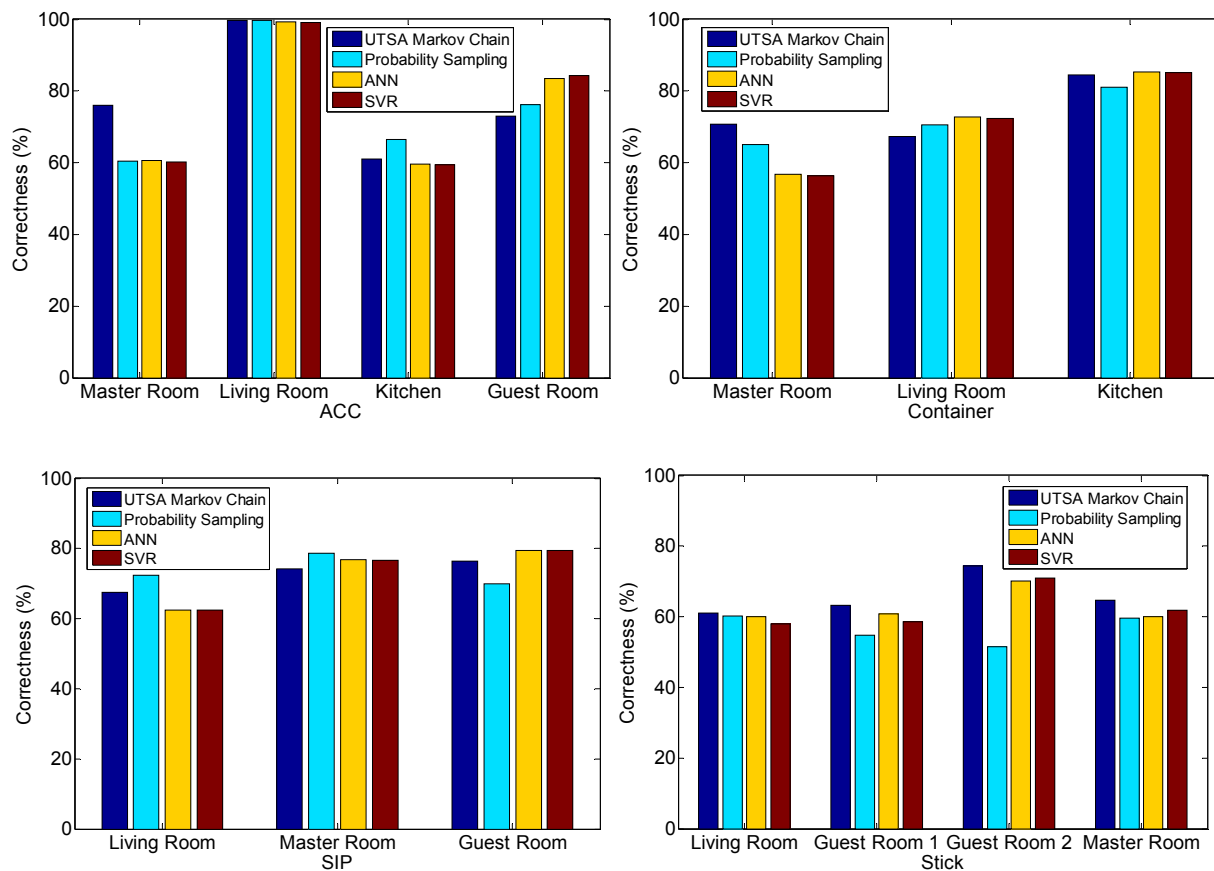 100
80
60
40
20
0
Correctness (%)
UTSA Markov Chain
Probability Sampling
ANN
SVR
Master Room Living Room Kitchen Guest Room
ACC
100
80
60
40
20
0
Correctness (%)
UTSA Markov Chain
Probability Sampling
ANN
SVR
Master Room Living Room Kitchen
Container
100
80
60
40
20
0
Correctness (%)
UTSA Markov Chain
Probability Sampling
ANN
SVR
Living Room Master Room Guest Room
SIP
100
80
60
40
20
0
Correctness (%)
UTSA Markov Chain
Probability Sampling
ANN
SVR
Living Room Guest Room 1 Guest Room 2 Master Room
Stick